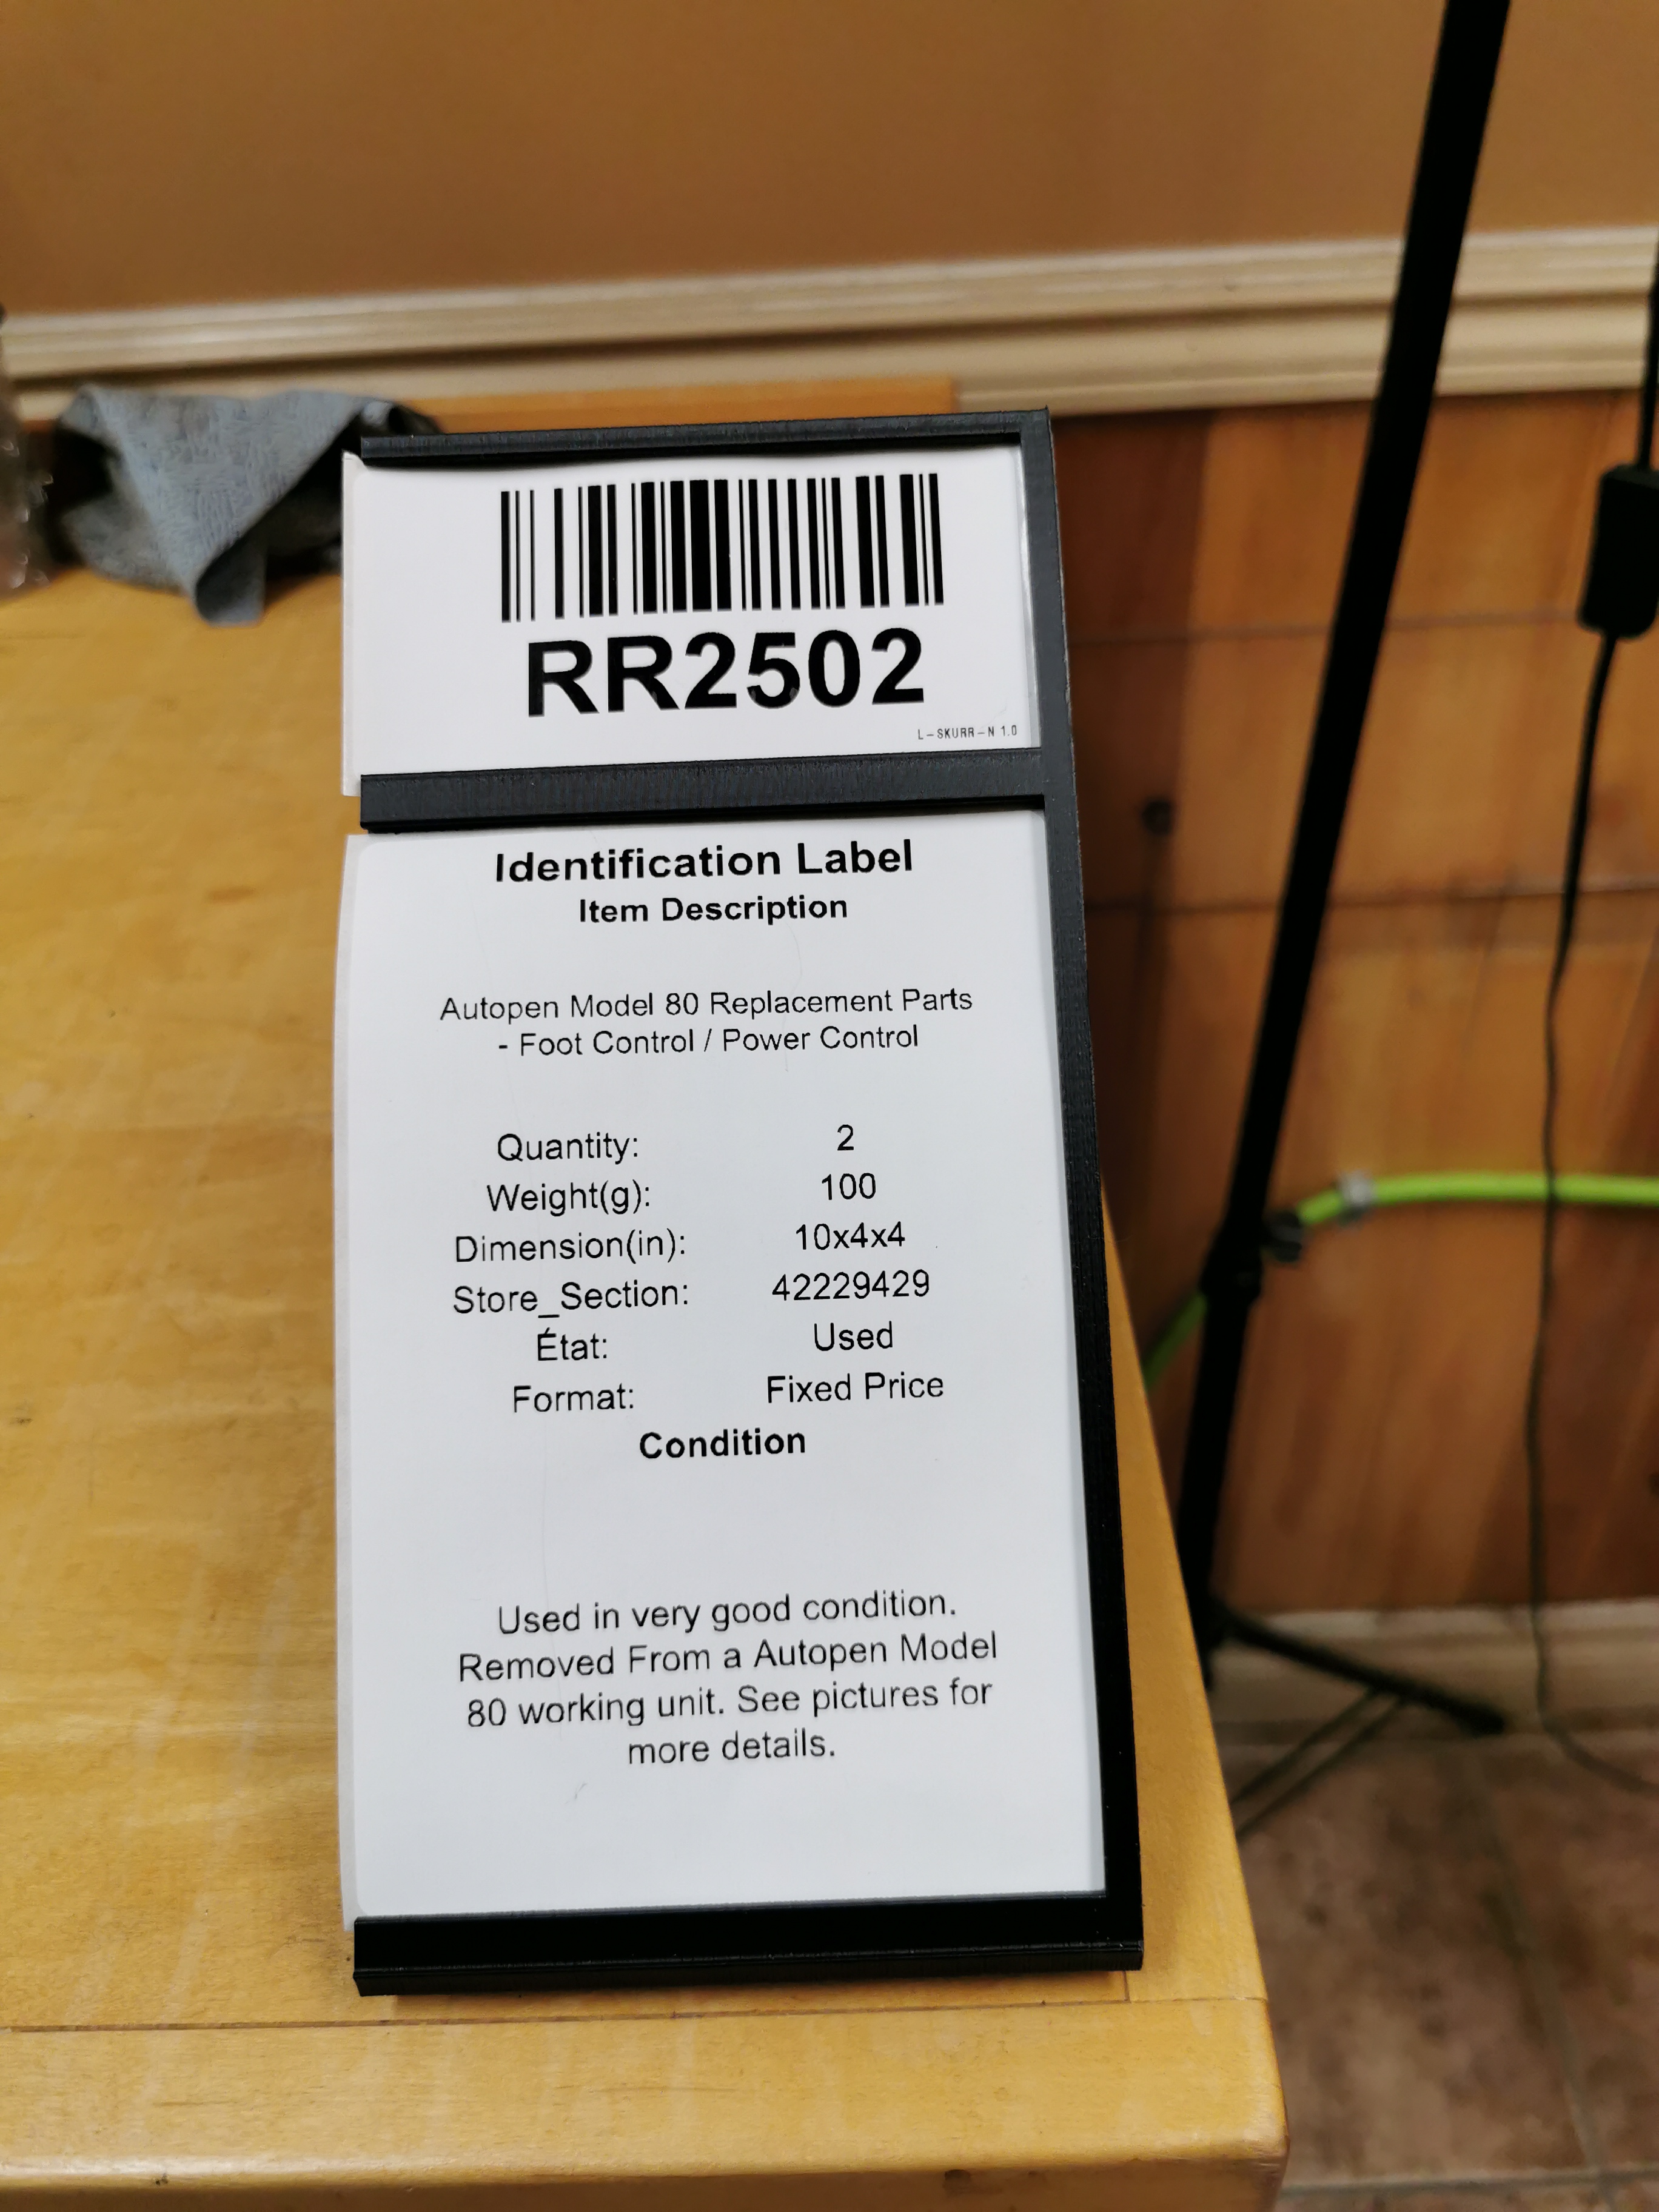 RR2502
L-SKURR-N 1.0
Identification Label
Item Description
Autopen Model 80 Replacement Parts
- Foot Control / Power Control
Quantity: 2
Weight(g): 100
Dimension(in): 10x4x4
Store_Section: 42229429
État: Used
Format: Fixed Price
Condition
Used in very good condition.
Removed From a Autopen Model
80 working unit. See pictures for
more details.